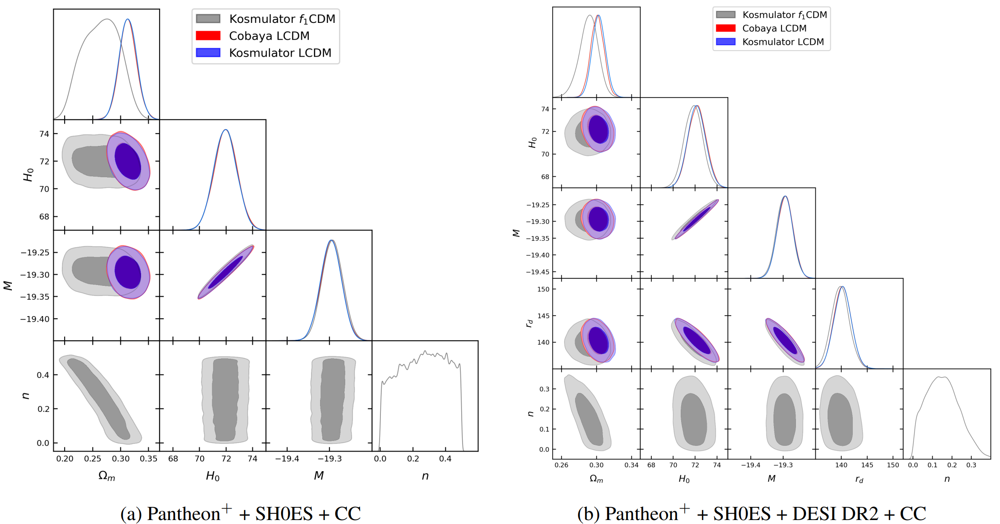 Kosmulator f₁CDM
Cobaya LCDM
Kosmulator LCDM
74
72
70
68
H₀
−19.25
−19.30
−19.35
−19.40
M
0.4
0.2
0.0
n
0.20 0.25 0.30 0.35 68 70 72 74 −19.4 −19.3 0.0 0.2 0.4
Ωₘ H₀ M n
(a) Pantheon⁺ + SH0ES + CC
Kosmulator f₁CDM
Cobaya LCDM
Kosmulator LCDM
74
72
70
68
H₀
−19.25
−19.30
−19.35
−19.40
−19.45
M
150
145
140
r_d
0.3
0.2
0.1
0.0
n
0.26 0.30 0.34 68 70 72 74 −19.4 −19.3 140 145 150 0.0 0.1 0.2 0.3
Ωₘ H₀ M r_d n
(b) Pantheon⁺ + SH0ES + DESI DR2 + CC